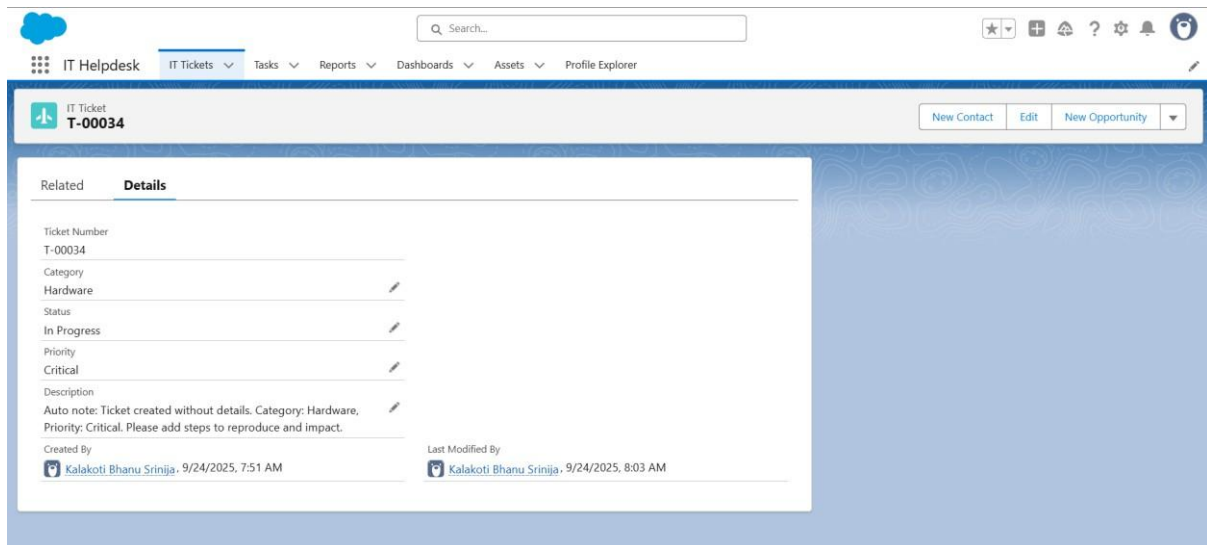 Search...
IT Helpdesk IT Tickets Tasks Reports Dashboards Assets Profile Explorer
IT Ticket
T-00034
New Contact Edit New Opportunity
Related Details
Ticket Number
T-00034
Category
Hardware
Status
In Progress
Priority
Critical
Description
Auto note: Ticket created without details. Category: Hardware,
Priority: Critical. Please add steps to reproduce and impact.
Created By
Kalakoti Bhanu Srinija, 9/24/2025, 7:51 AM
Last Modified By
Kalakoti Bhanu Srinija, 9/24/2025, 8:03 AM